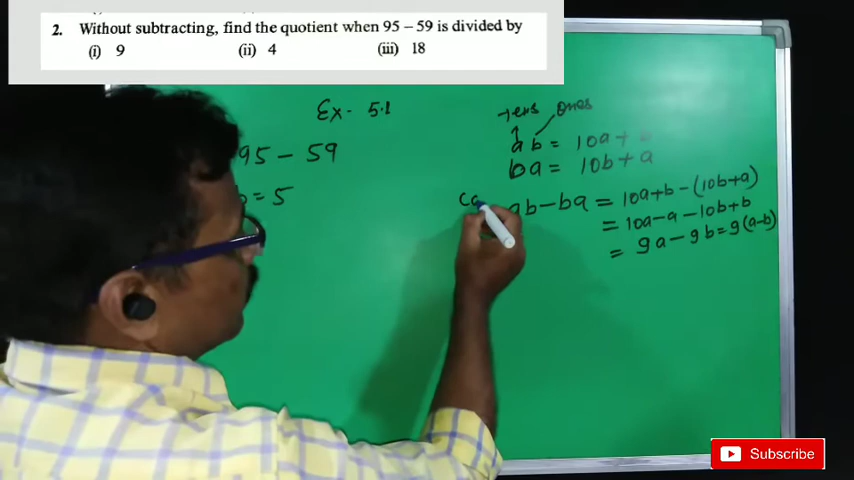 2. Without subtracting, find the quotient when 95 – 59 is divided by
(i) 9 (ii) 4 (iii) 18
Ex- 5.1
tens ones
95 - 59
ab = 10a +
ba = 10b + a
= 5
ab - ba = 10a+b - (10b+a)
= 10a-a-10b+b
= 9a-9b=9(a-b)
Subscribe